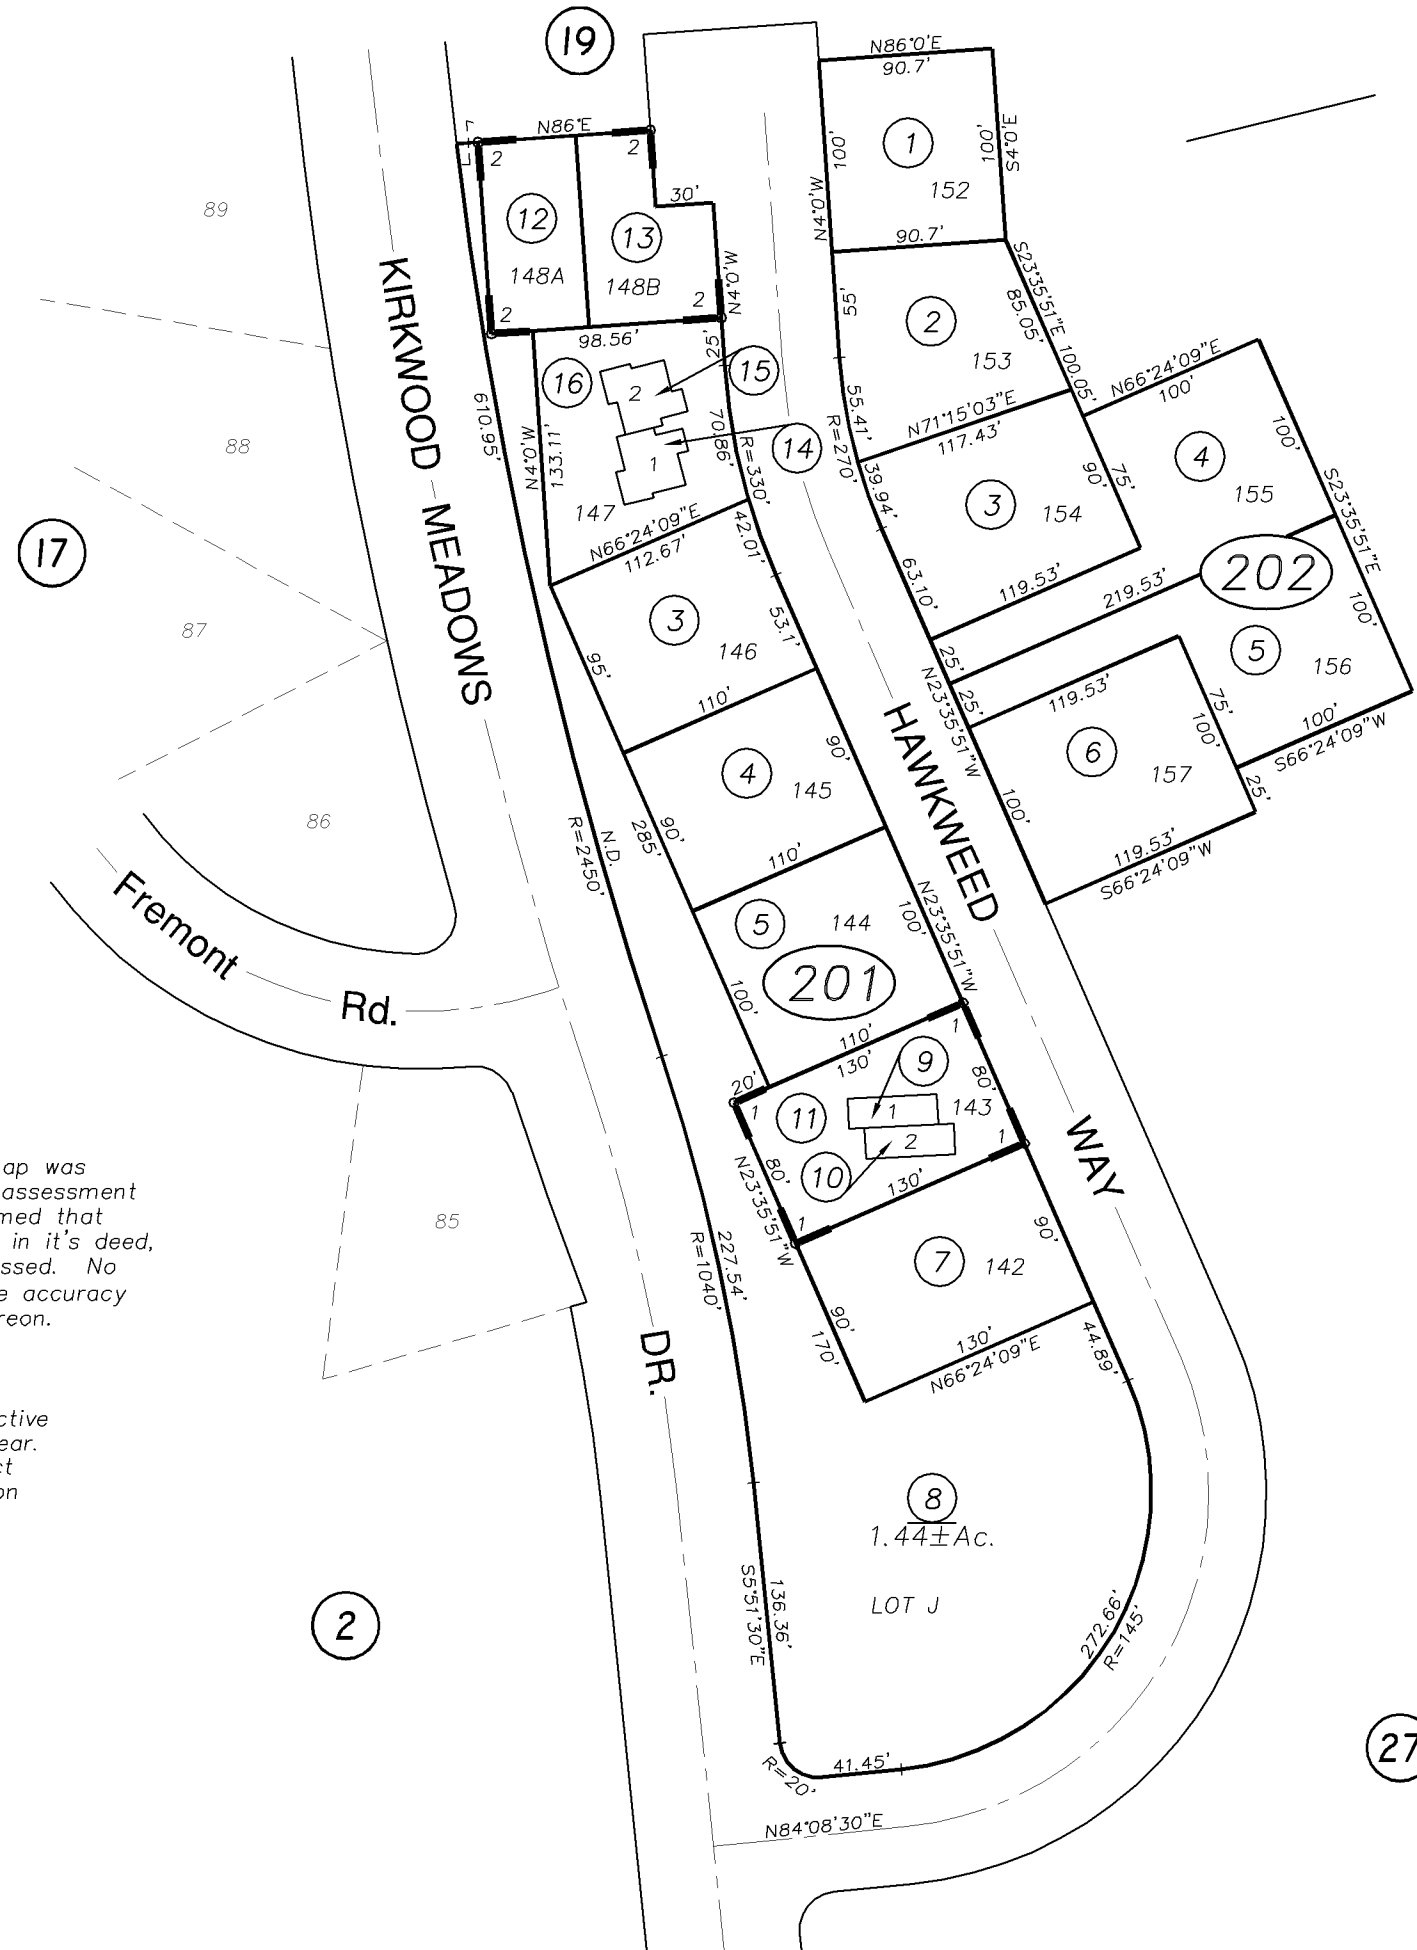 19
N86°0'E
90.7'
1
100'
100'
S4°0'E
N4°0'W
152
90.7'
N86°E
2
2
30'
12
13
148A
148B
N4°0'W
2
2
98.56'
25'
89
88
17
87
86
KIRKWOOD MEADOWS
DR.
610.95'
N4°0'W
133.11'
16
15
2
14
1
147
70.86'
R=330'
N66°24'09"E
112.67'
42.01'
55'
2
153
S23°35'51"E
85.05'
100.05'
55.41'
R=270'
N71°15'03"E
117.43'
39.94'
3
154
90'
75'
63.10'
119.53'
N66°24'09"E
100'
4
155
100'
S23°35'51"E
202
219.53'
100'
5
156
100'
S66°24'09"W
25'
25'
N23°35'51"W
119.53'
75'
100'
6
157
25'
100'
119.53'
S66°24'09"W
3
146
53.1'
95'
110'
4
145
90'
90'
285'
110'
N.D.
R=2450'
HAWKWEED
WAY
5
144
100'
N23°35'51"W
201
100'
110'
130'
20'
1
1
9
80'
11
1
143
2
10
1
80'
N23°35'51"W
1
130'
Fremont
Rd.
85
227.54'
R=1040'
7
142
90'
90'
170'
130'
N66°24'09"E
44.89'
ap was
assessment
med that
in it's deed,
ssed. No
e accuracy
reon.
ctive
ear.
ct
on
8
1.44±Ac.
LOT J
136.36'
S5°51'30"E
272.66'
R=145'
2
27
R=20'
41.45'
N84°08'30"E